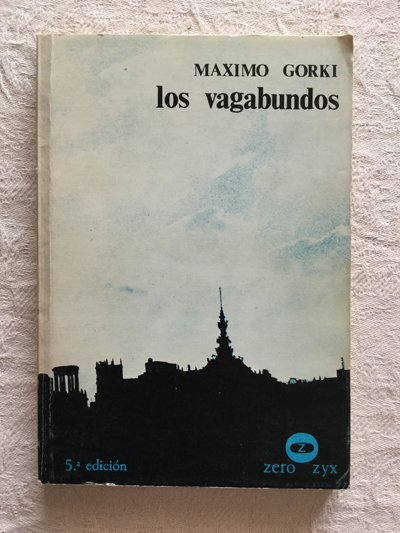 MAXIMO GORKI
los vagabundos
Z
5.ª edición
zero zyx